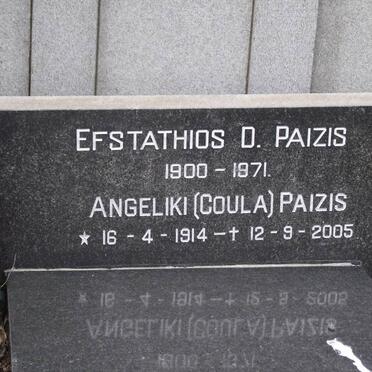 EFSTATHIOS D. PAIZIS
1900 - 1971.
ANGELIKI (COULA) PAIZIS
★ 16 - 4 - 1914 - ✝ 12 - 9 - 2005